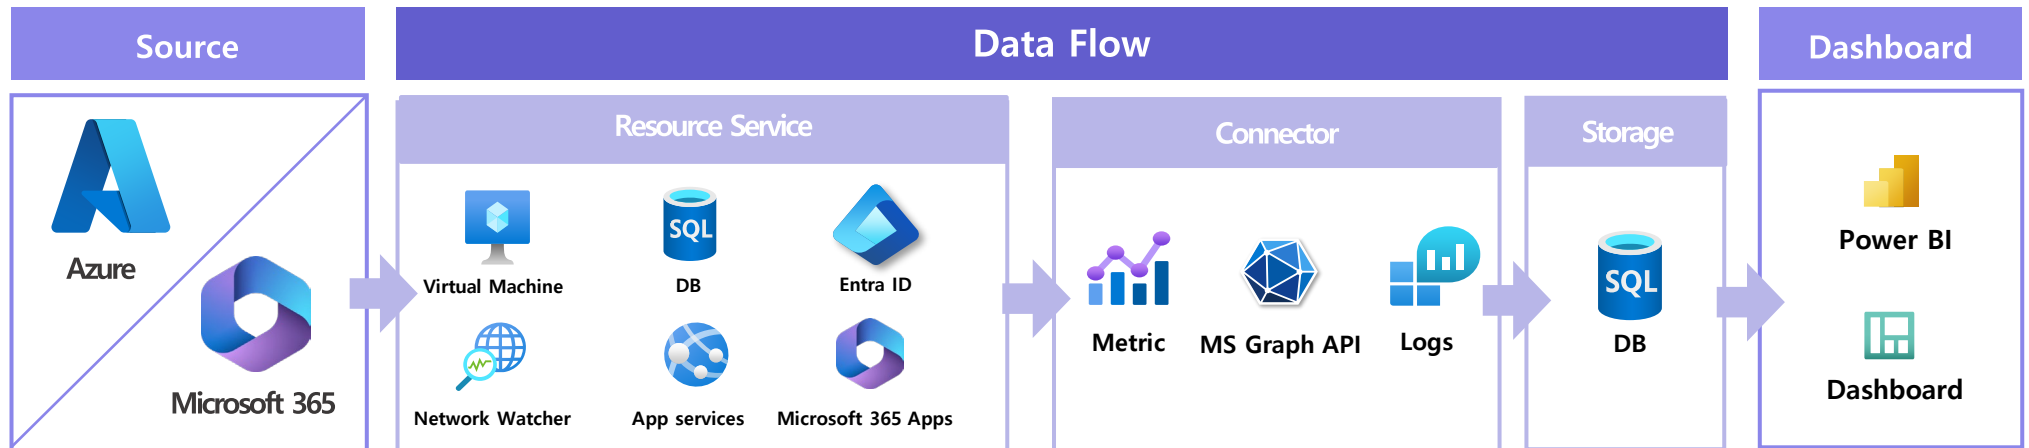 Source
Data Flow
Dashboard
Azure
Microsoft 365
Resource Service
Virtual Machine
SQL
DB
Entra ID
Network Watcher
App services
Microsoft 365 Apps
Connector
Metric
MS Graph API
Logs
Storage
SQL
DB
Power BI
Dashboard